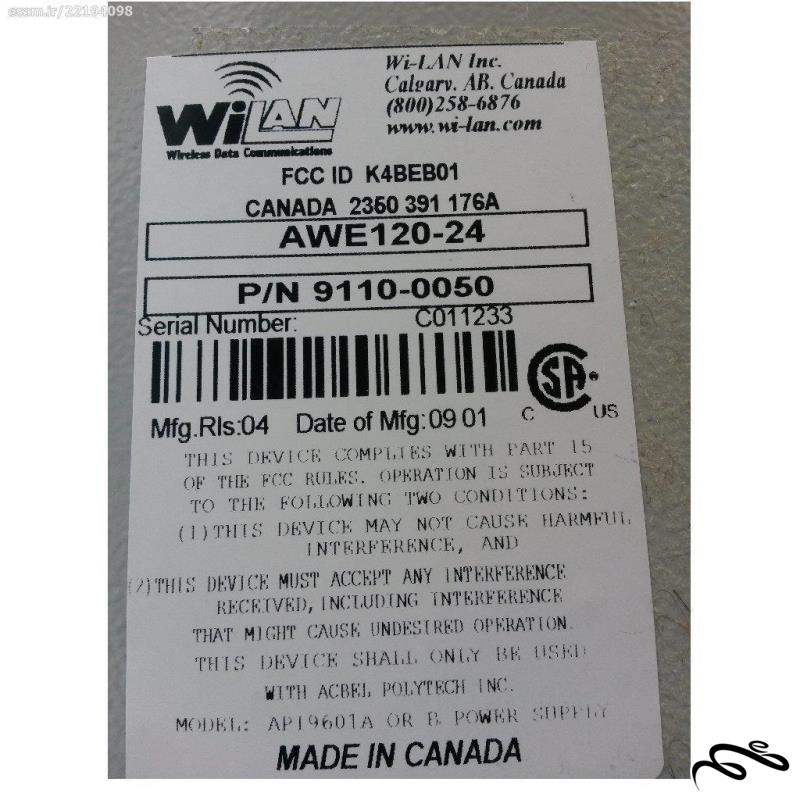 esam.ir/22194098
WiLAN
Wireless Data Communications
Wi-LAN Inc.
Calgary, AB. Canada
(800)258-6876
www.wi-lan.com
FCC ID K4BEB01
CANADA 2360 391 176A
AWE120-24
P/N 9110-0050
Serial Number: C011233
Mfg.Rls:04 Date of Mfg:09 01
C SA US
THIS DEVICE COMPLIES WITH PART 15
OF THE FCC RULES. OPERATION IS SUBJECT
TO THE FOLLOWING TWO CONDITIONS:
(1)THIS DEVICE MAY NOT CAUSE HARMFUL
INTERFERENCE, AND
(2)THIS DEVICE MUST ACCEPT ANY INTERFERENCE
RECEIVED, INCLUDING INTERFERENCE
THAT MIGHT CAUSE UNDESIRED OPERATION.
THIS DEVICE SHALL ONLY BE USED
WITH ACBEL POLYTECH INC.
MODEL: API9601A OR B POWER SUPPLY
MADE IN CANADA